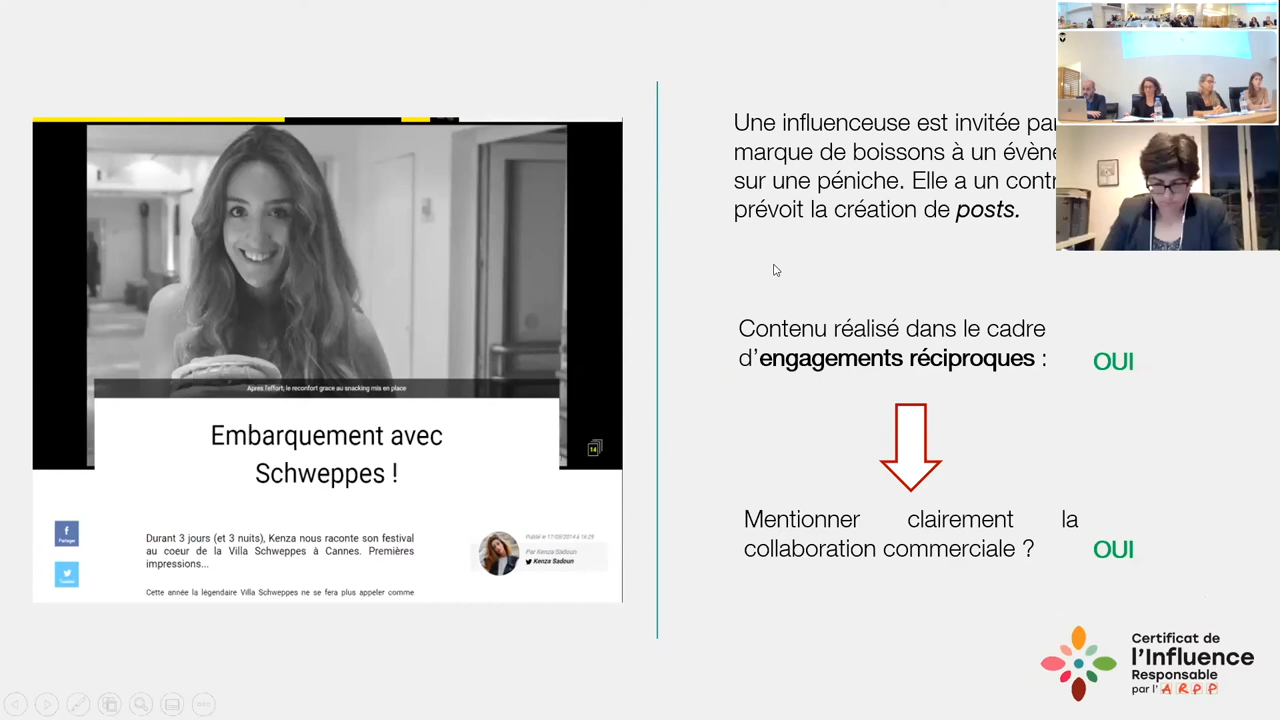 Après l'effort, le reconfort grace au snacking mis en place
Embarquement avec
Schweppes !
14
Partager
Tweeter
Durant 3 jours (et 3 nuits), Kenza nous raconte son festival
au coeur de la Villa Schweppes à Cannes. Premières
impressions...
Publié le 17/05/2014 à 16:29
Par Kenza Sadoun
Kenza Sadoun
Cette année la légendaire Villa Schweppes ne se fera plus appeler comme
Une influenceuse est invitée par
marque de boissons à un
sur une péniche. Elle a un
prévoit la création de posts.
Contenu réalisé dans le cadre
d'engagements réciproques :
OUI
Mentionner clairement la
collaboration commerciale ?
OUI
Certificat de
l'Influence
Responsable
par l'ARPP